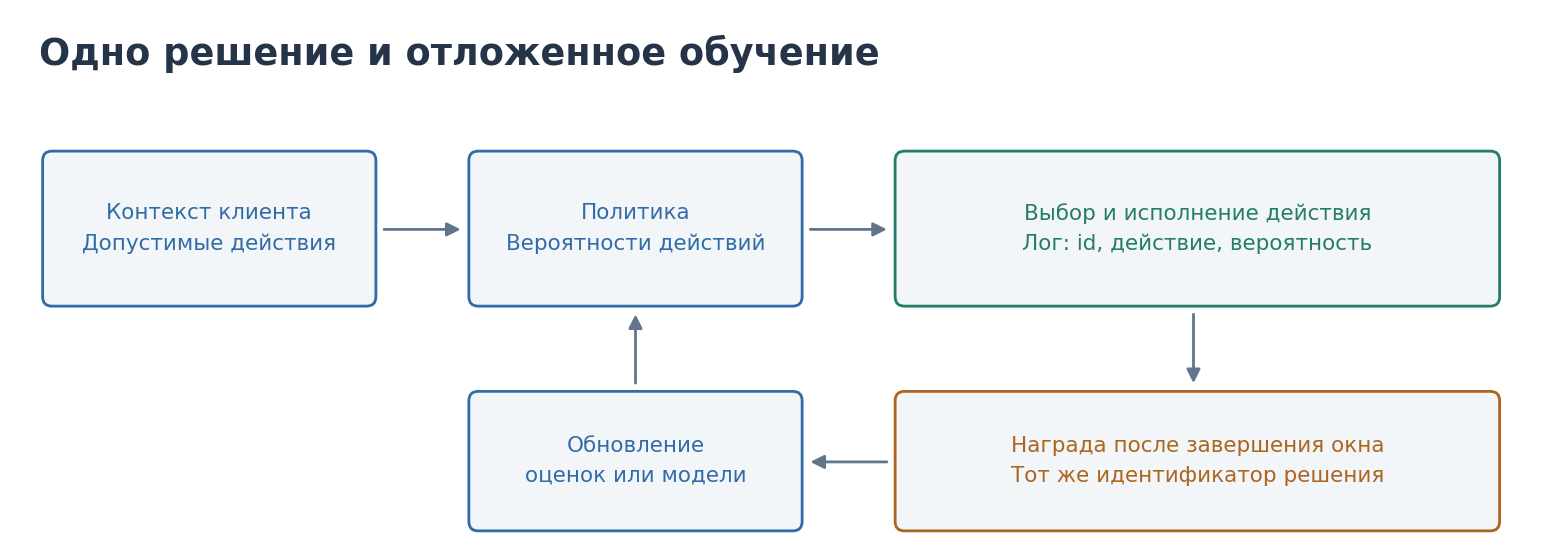 Одно решение и отложенное обучение
Контекст клиента
Допустимые действия
Политика
Вероятности действий
Выбор и исполнение действия
Лог: id, действие, вероятность
Обновление
оценок или модели
Награда после завершения окна
Тот же идентификатор решения